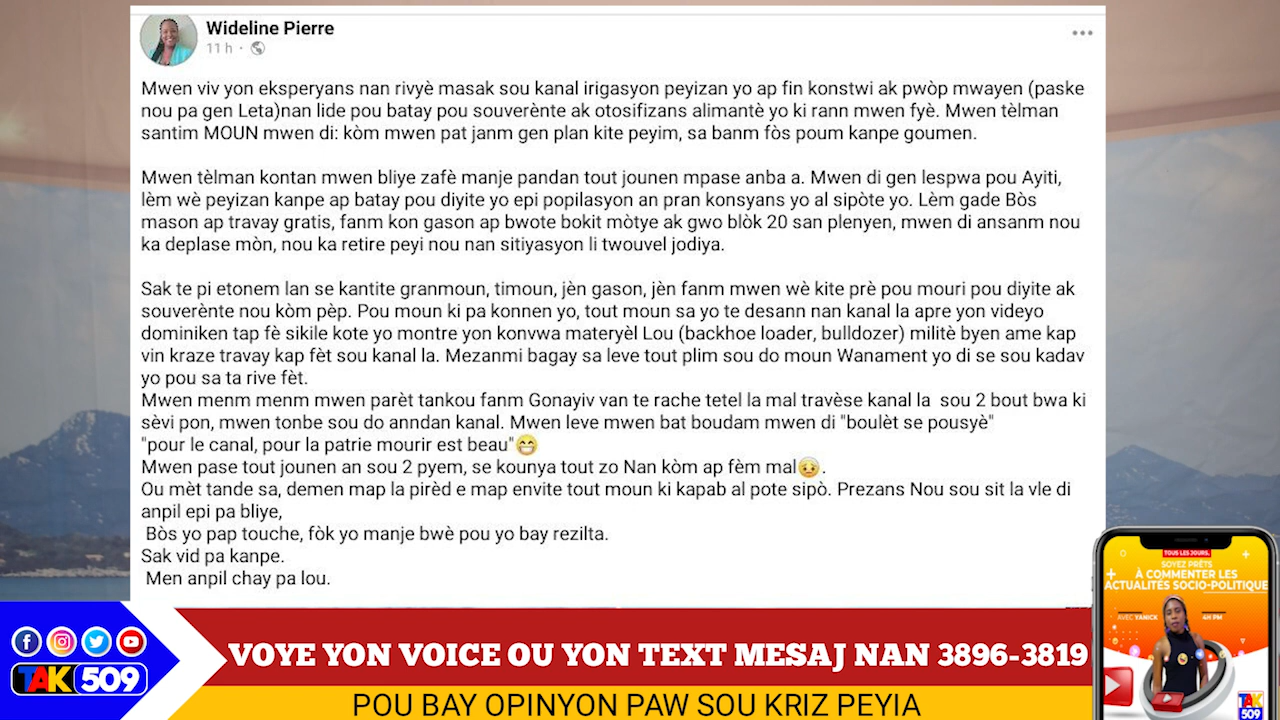 Wideline Pierre
11 h ·
Mwen viv yon eksperyans nan rivyè masak sou kanal irigasyon peyizan yo ap fin konstwi ak pwòp mwayen (paske
nou pa gen Leta)nan lide pou batay pou souverènte ak otosifizans alimantè yo ki rann mwen fyè. Mwen tèlman
santim MOUN mwen di: kòm mwen pat janm gen plan kite peyim, sa banm fòs poum kanpe goumen.
Mwen tèlman kontan mwen bliye zafè manje pandan tout jounen mpase anba a. Mwen di gen lespwa pou Ayiti,
lèm wè peyizan kanpe ap batay pou diyite yo epi popilasyon an pran konsyans yo al sipòte yo. Lèm gade Bòs
mason ap travay gratis, fanm kon gason ap bwote bokit mòtye ak gwo blòk 20 san plenyen, mwen di ansanm nou
ka deplase mòn, nou ka retire peyi nou nan sitiyasyon li twouvel jodiya.
Sak te pi etonem lan se kantite granmoun, timoun, jèn gason, jèn fanm mwen wè kite prè pou mouri pou diyite ak
souverènte nou kòm pèp. Pou moun ki pa konnen yo, tout moun sa yo te desann nan kanal la apre yon videyo
dominiken tap fè sikile kote yo montre yon konvwa materyèl Lou (backhoe loader, bulldozer) militè byen ame kap
vin kraze travay kap fèt sou kanal la. Mezanmi bagay sa leve tout plim sou do moun Wanament yo di se sou kadav
yo pou sa ta rive fèt.
Mwen menm menm mwen parèt tankou fanm Gonayiv van te rache tetel la mal travèse kanal la  sou 2 bout bwa ki
sèvi pon, mwen tonbe sou do anndan kanal. Mwen leve mwen bat boudam mwen di "boulèt se pousyè"
"pour le canal, pour la patrie mourir est beau"😁
Mwen pase tout jounen an sou 2 pyem, se kounya tout zo Nan kòm ap fèm mal🤕.
Ou mèt tande sa, demen map la pirèd e map envite tout moun ki kapab al pote sipò. Prezans Nou sou sit la vle di
anpil epi pa bliye,
Bòs yo pap touche, fòk yo manje bwè pou yo bay rezilta.
Sak vid pa kanpe.
Men anpil chay pa lou.
TAK 509
VOYE YON VOICE OU YON TEXT MESAJ NAN 3896-3819
POU BAY OPINYON PAW SOU KRIZ PEYIA
TOUS LES JOURS,
SOYEZ PRÊTS
À COMMENTER LES
ACTUALITÉS SOCIO-POLITIQUE
AVEC YANICK
4H PM
TAK
509